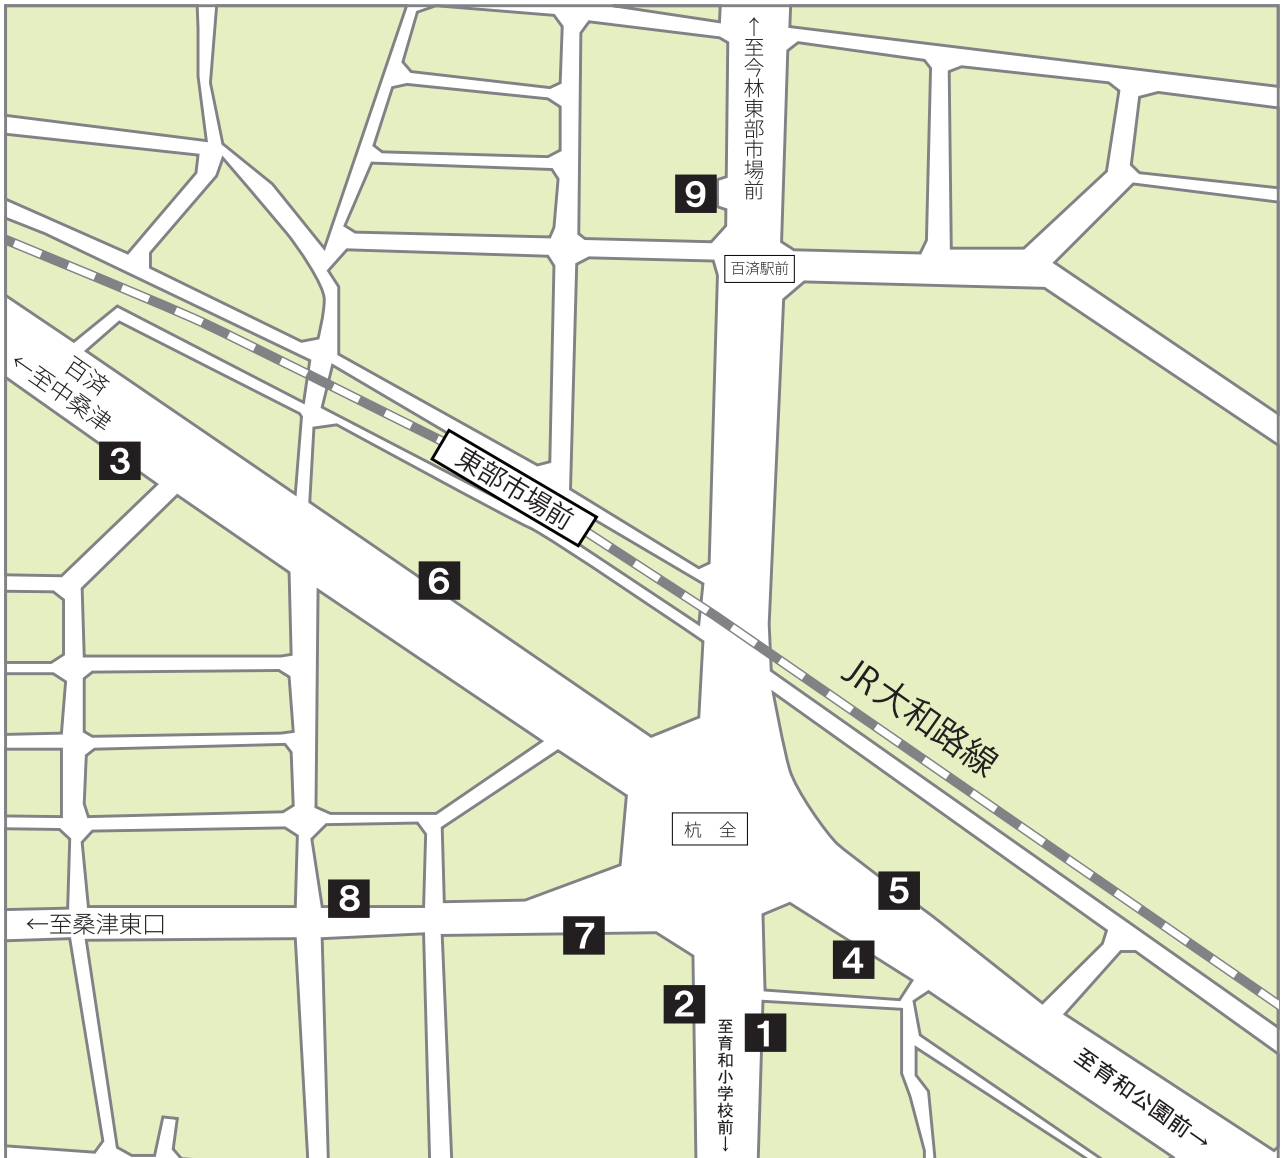 ↑至今林東部市場前
9
百済駅前
百済
←至中桑津
3
東部市場前
6
JR大和路線
杭 全
5
8
←至桑津東口
7
4
2
1
至育和小学校前↓
至育和公園前→